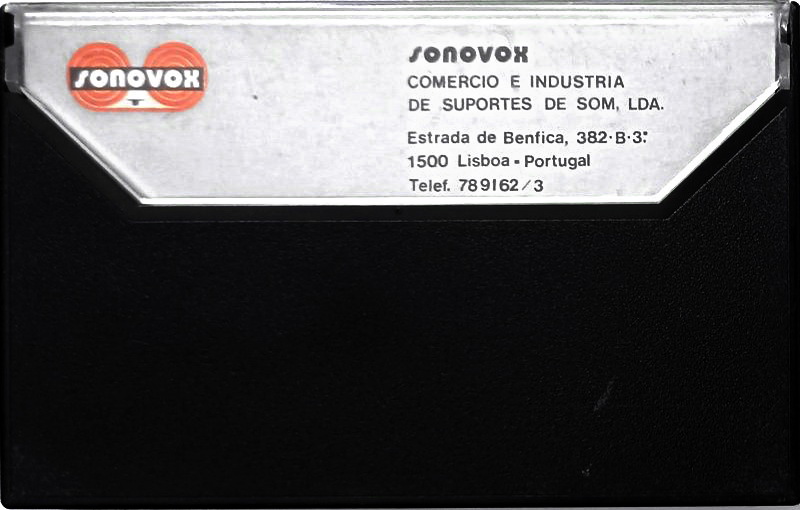 SONOVOX
SONOVOX
COMERCIO E INDUSTRIA
DE SUPORTES DE SOM, LDA.
Estrada de Benfica, 382·B·3.º
1500 Lisboa - Portugal
Telef. 789162/3